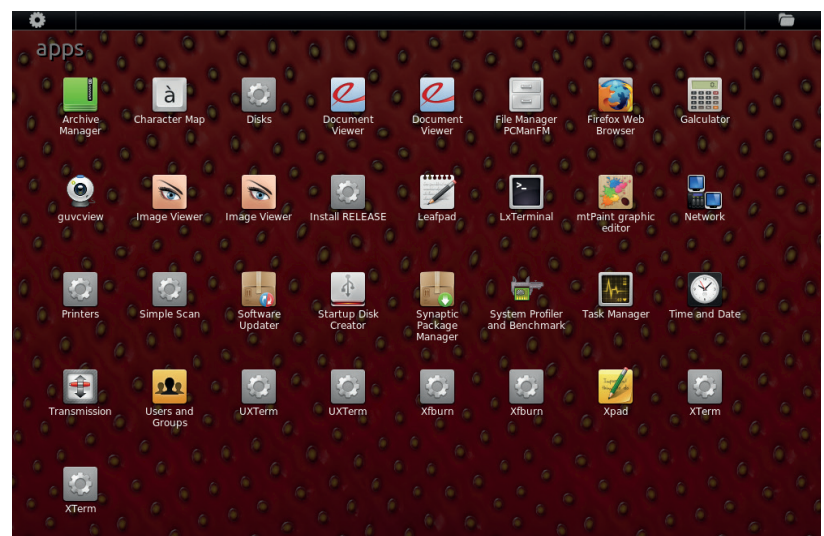 apps
Archive
Manager
Character Map
Disks
Document
Viewer
Document
Viewer
File Manager
PCManFM
Firefox Web
Browser
Galculator
guvcview
Image Viewer
Image Viewer
Install RELEASE
Leafpad
LxTerminal
mtPaint graphic
editor
Network
Printers
Simple Scan
Software
Updater
Startup Disk
Creator
Synaptic
Package
Manager
System Profiler
and Benchmark
Task Manager
Time and Date
Transmission
Users and
Groups
UXTerm
UXTerm
Xfburn
Xfburn
Xpad
XTerm
XTerm